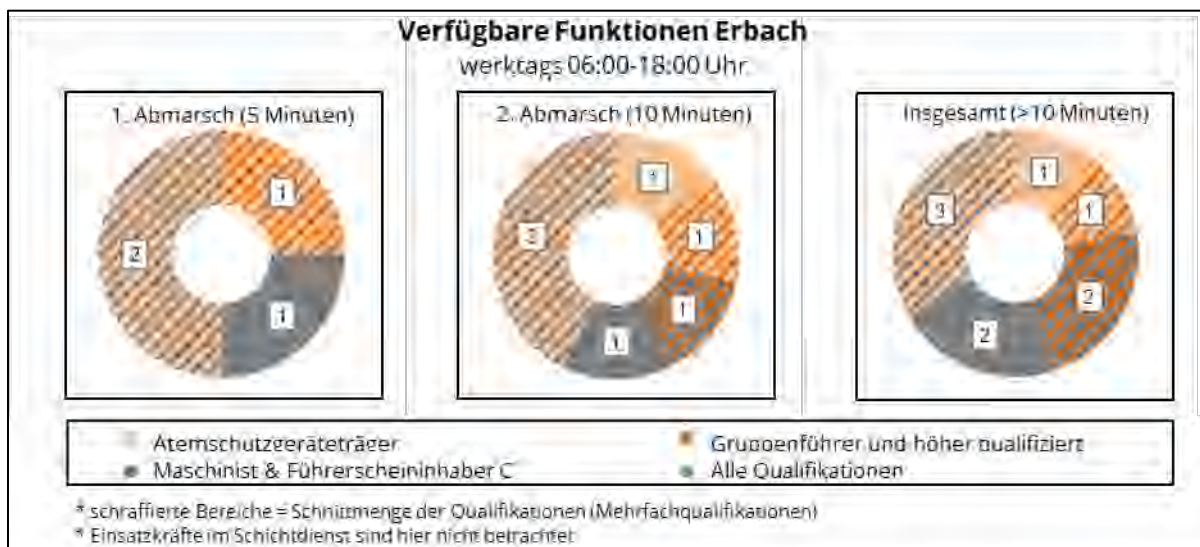 Verfügbare Funktionen Erbach
werktags 06:00-18:00 Uhr
1. Abmarsch (5 Minuten)
2. Abmarsch (10 Minuten)
Insgesamt (>10 Minuten)
1
2
1
1
1
1
1
1
1
3
2
2
Atemschutzgeräteträger
Gruppenführer und höher qualifiziert
Maschinist & Führerscheininhaber C
Alle Qualifikationen
* schraffierte Bereiche = Schnittmenge der Qualifikationen (Mehrfachqualifikationen)
* Einsatzkräfte im Schichtdienst sind hier nicht betrachtet